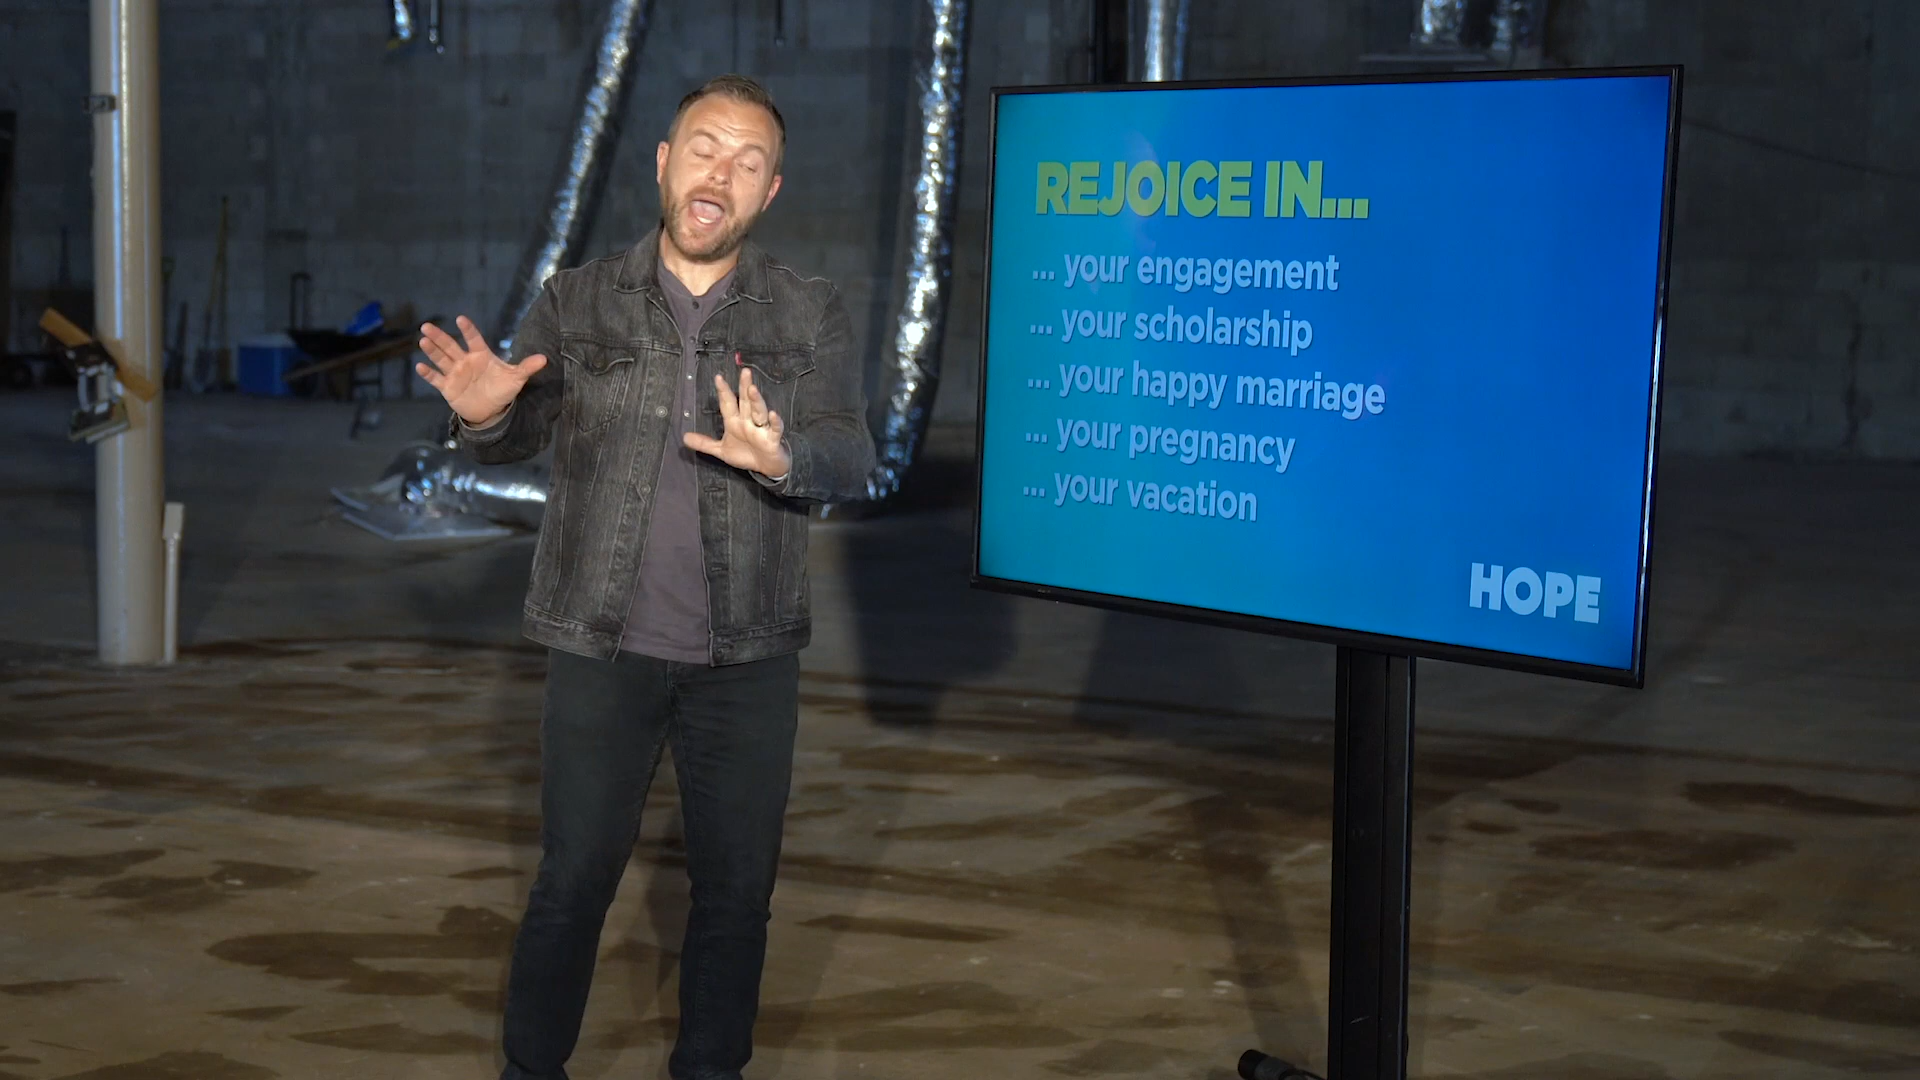 REJOICE IN...
... your engagement
... your scholarship
... your happy marriage
... your pregnancy
... your vacation
HOPE